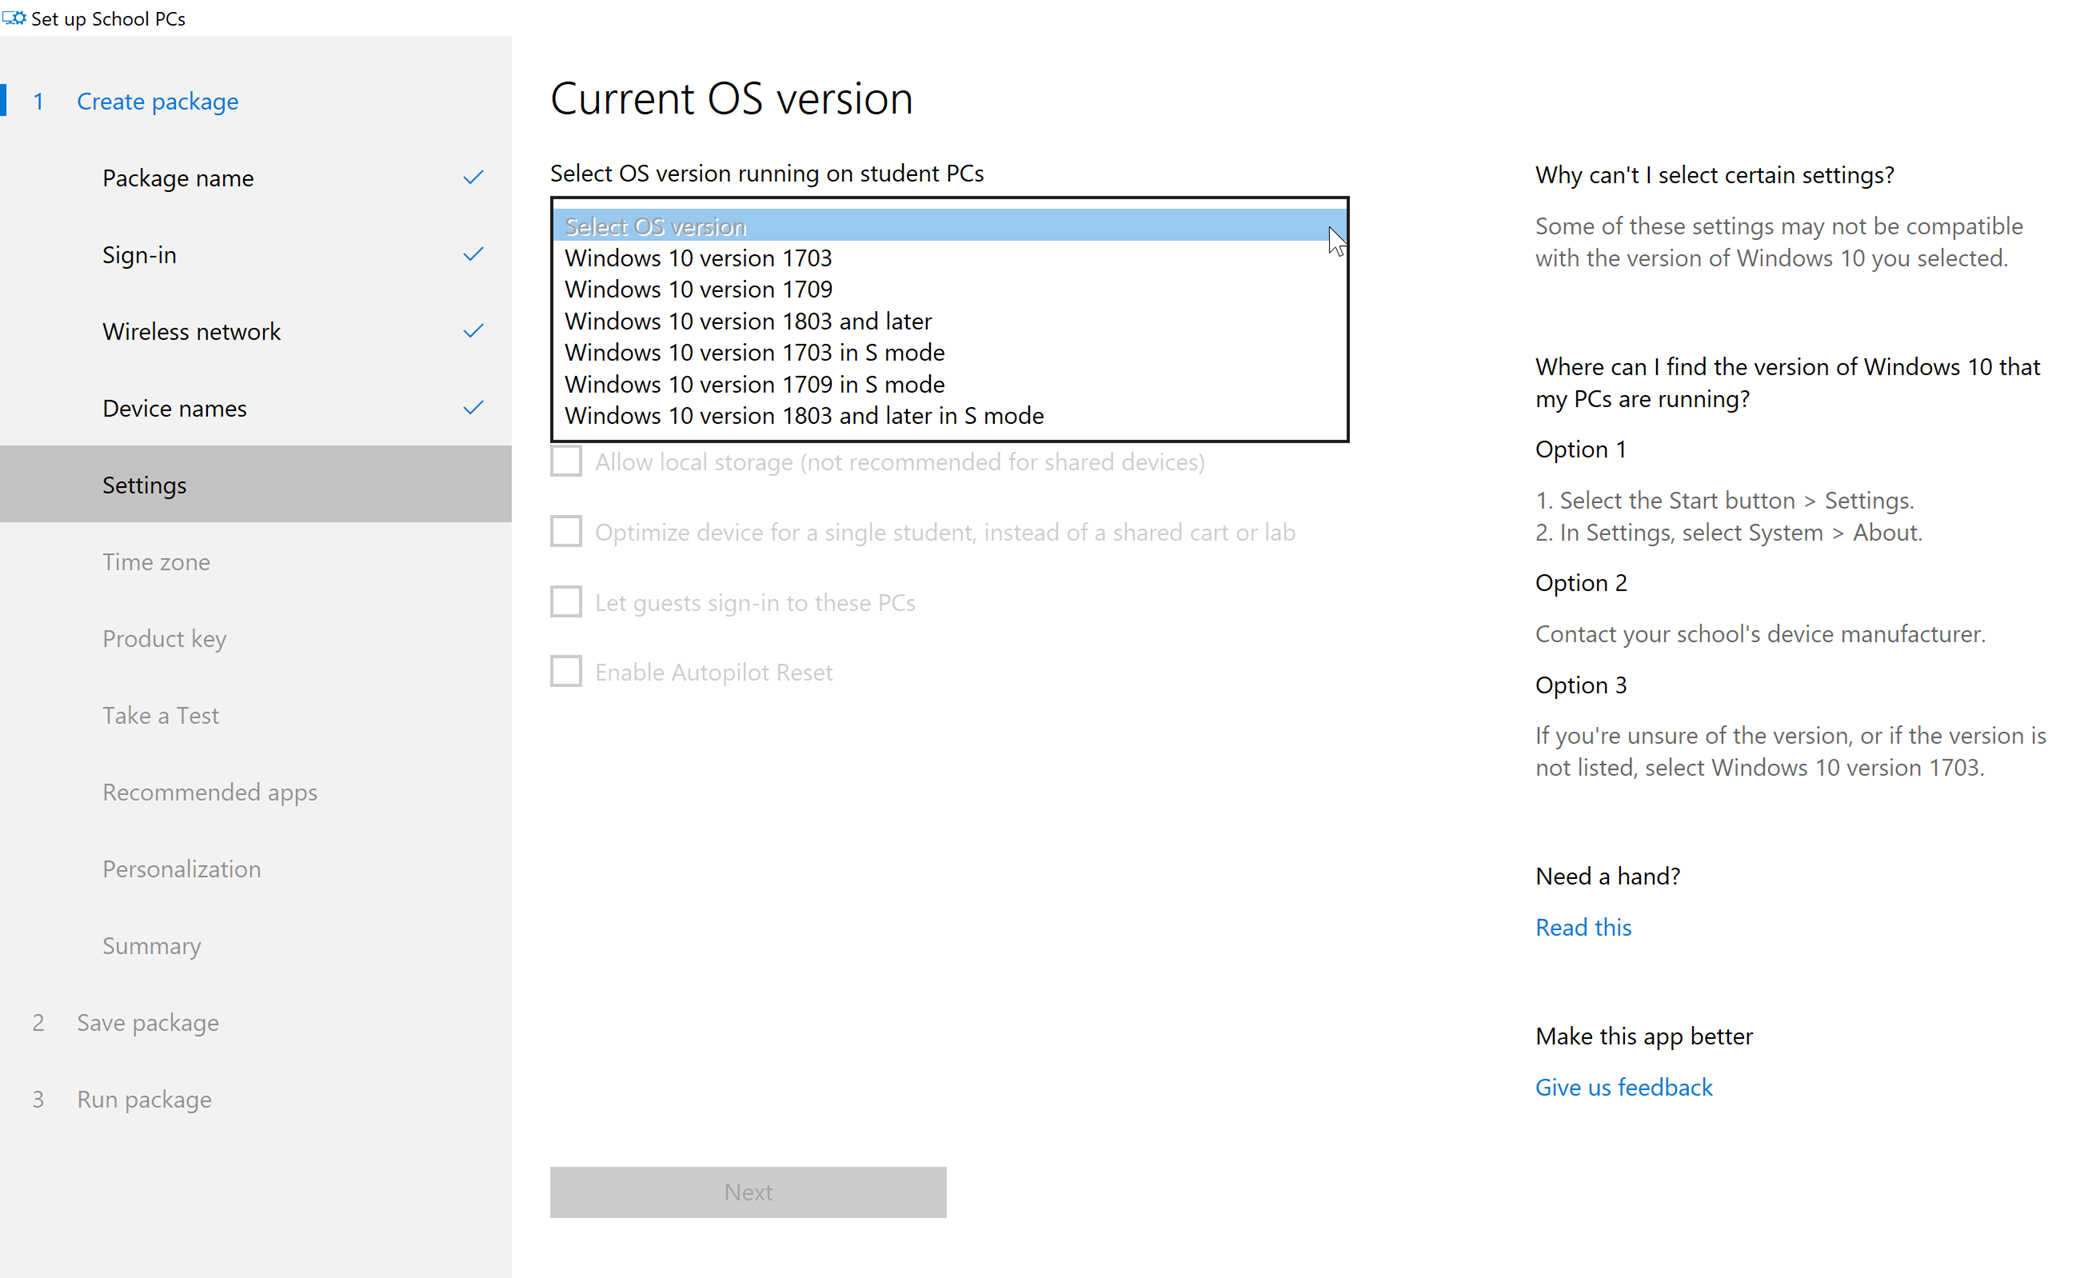 Set up School PCs
1 Create package
Package name
Sign-in
Wireless network
Device names
Settings
Time zone
Product key
Take a Test
Recommended apps
Personalization
Summary
2 Save package
3 Run package
Current OS version
Select OS version running on student PCs
Select OS version
Windows 10 version 1703
Windows 10 version 1709
Windows 10 version 1803 and later
Windows 10 version 1703 in S mode
Windows 10 version 1709 in S mode
Windows 10 version 1803 and later in S mode
Allow local storage (not recommended for shared devices)
Optimize device for a single student, instead of a shared cart or lab
Let guests sign-in to these PCs
Enable Autopilot Reset
Next
Why can't I select certain settings?
Some of these settings may not be compatible
with the version of Windows 10 you selected.
Where can I find the version of Windows 10 that
my PCs are running?
Option 1
1. Select the Start button > Settings.
2. In Settings, select System > About.
Option 2
Contact your school's device manufacturer.
Option 3
If you're unsure of the version, or if the version is
not listed, select Windows 10 version 1703.
Need a hand?
Read this
Make this app better
Give us feedback